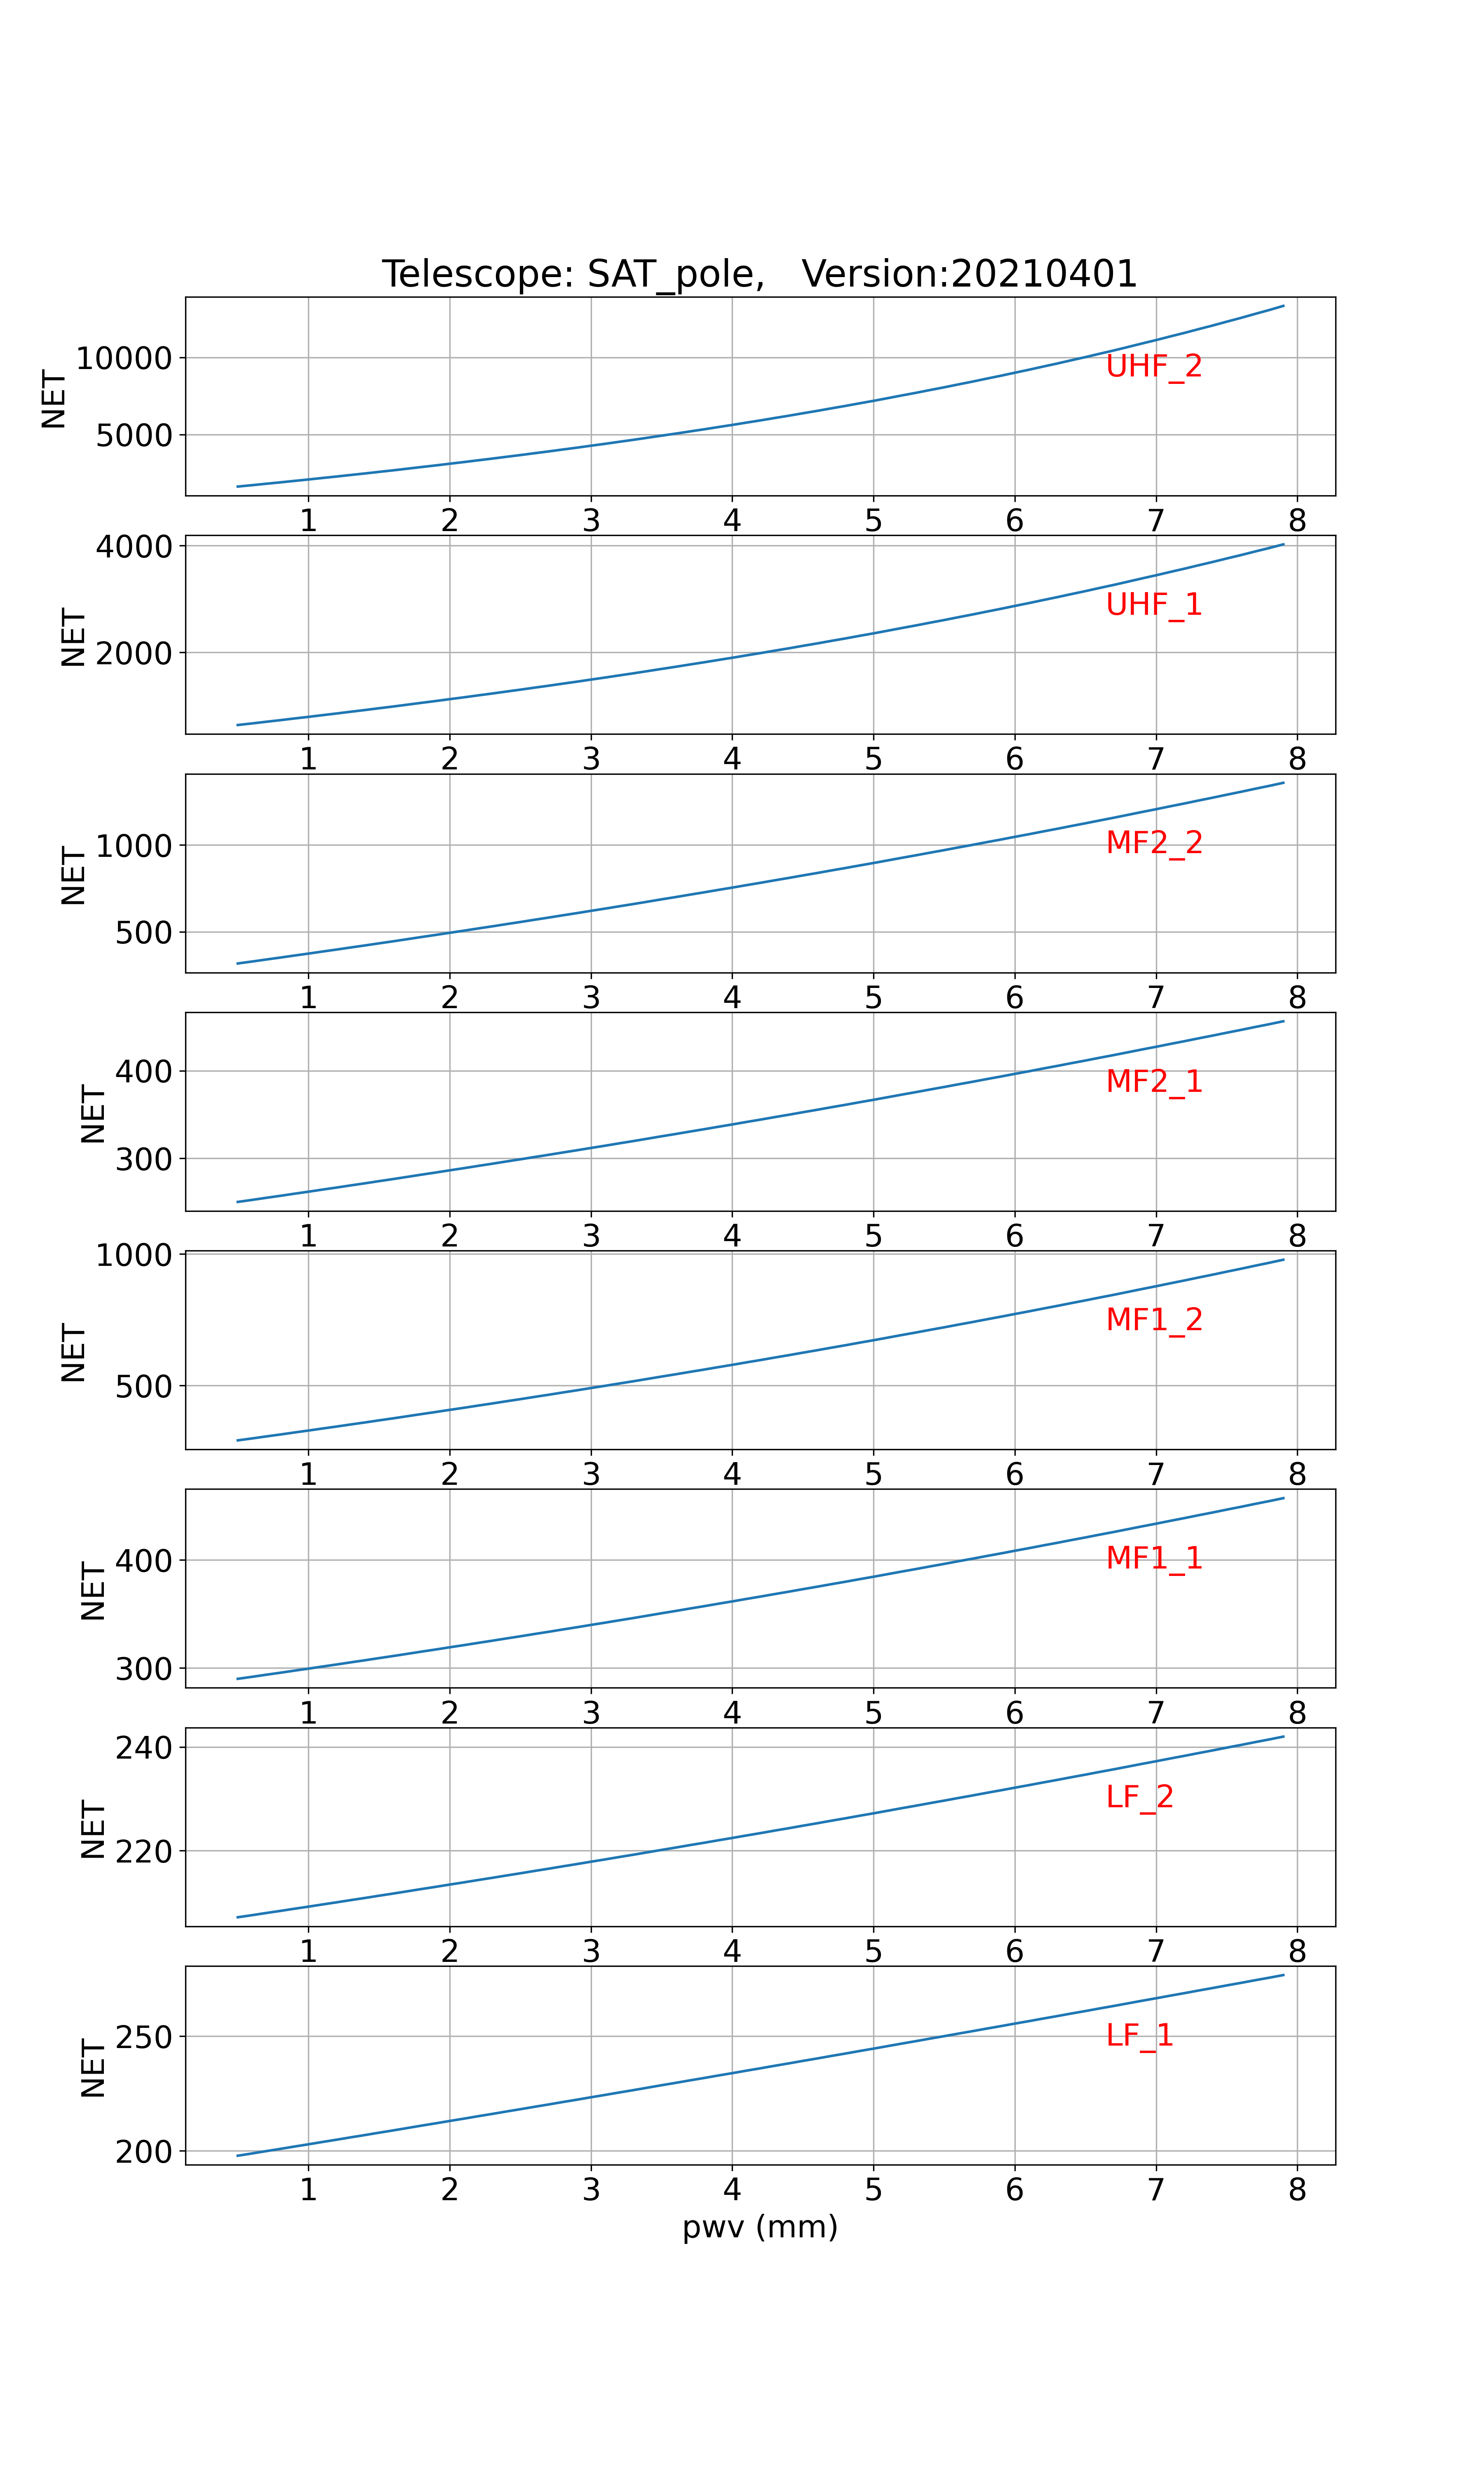 Telescope: SAT_pole,   Version:20210401
NET
10000
5000
UHF_2
1 2 3 4 5 6 7 8
NET
4000
2000
UHF_1
1 2 3 4 5 6 7 8
NET
1000
500
MF2_2
1 2 3 4 5 6 7 8
NET
400
300
MF2_1
1 2 3 4 5 6 7 8
NET
1000
500
MF1_2
1 2 3 4 5 6 7 8
NET
400
300
MF1_1
1 2 3 4 5 6 7 8
NET
240
220
LF_2
1 2 3 4 5 6 7 8
NET
250
200
LF_1
1 2 3 4 5 6 7 8
pwv (mm)